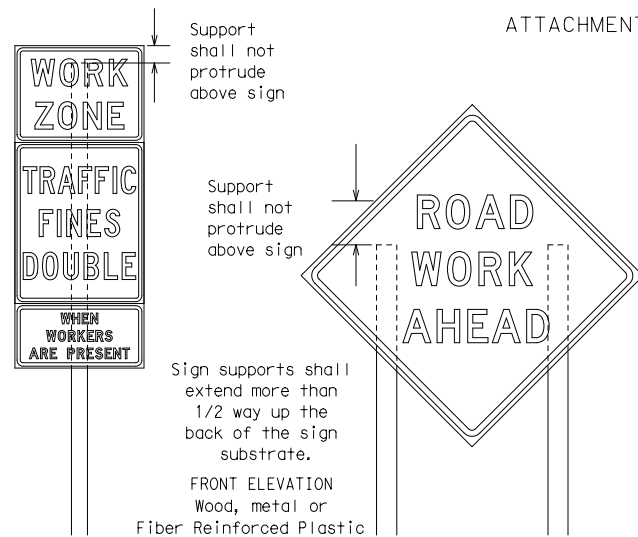 ATTACHMENT
Support
shall not
protrude
above sign
WORK
ZONE
TRAFFIC
FINES
DOUBLE
WHEN
WORKERS
ARE PRESENT
Support
shall not
protrude
above sign
ROAD
WORK
AHEAD
Sign supports shall
extend more than
1/2 way up the
back of the sign
substrate.
FRONT ELEVATION
Wood, metal or
Fiber Reinforced Plastic